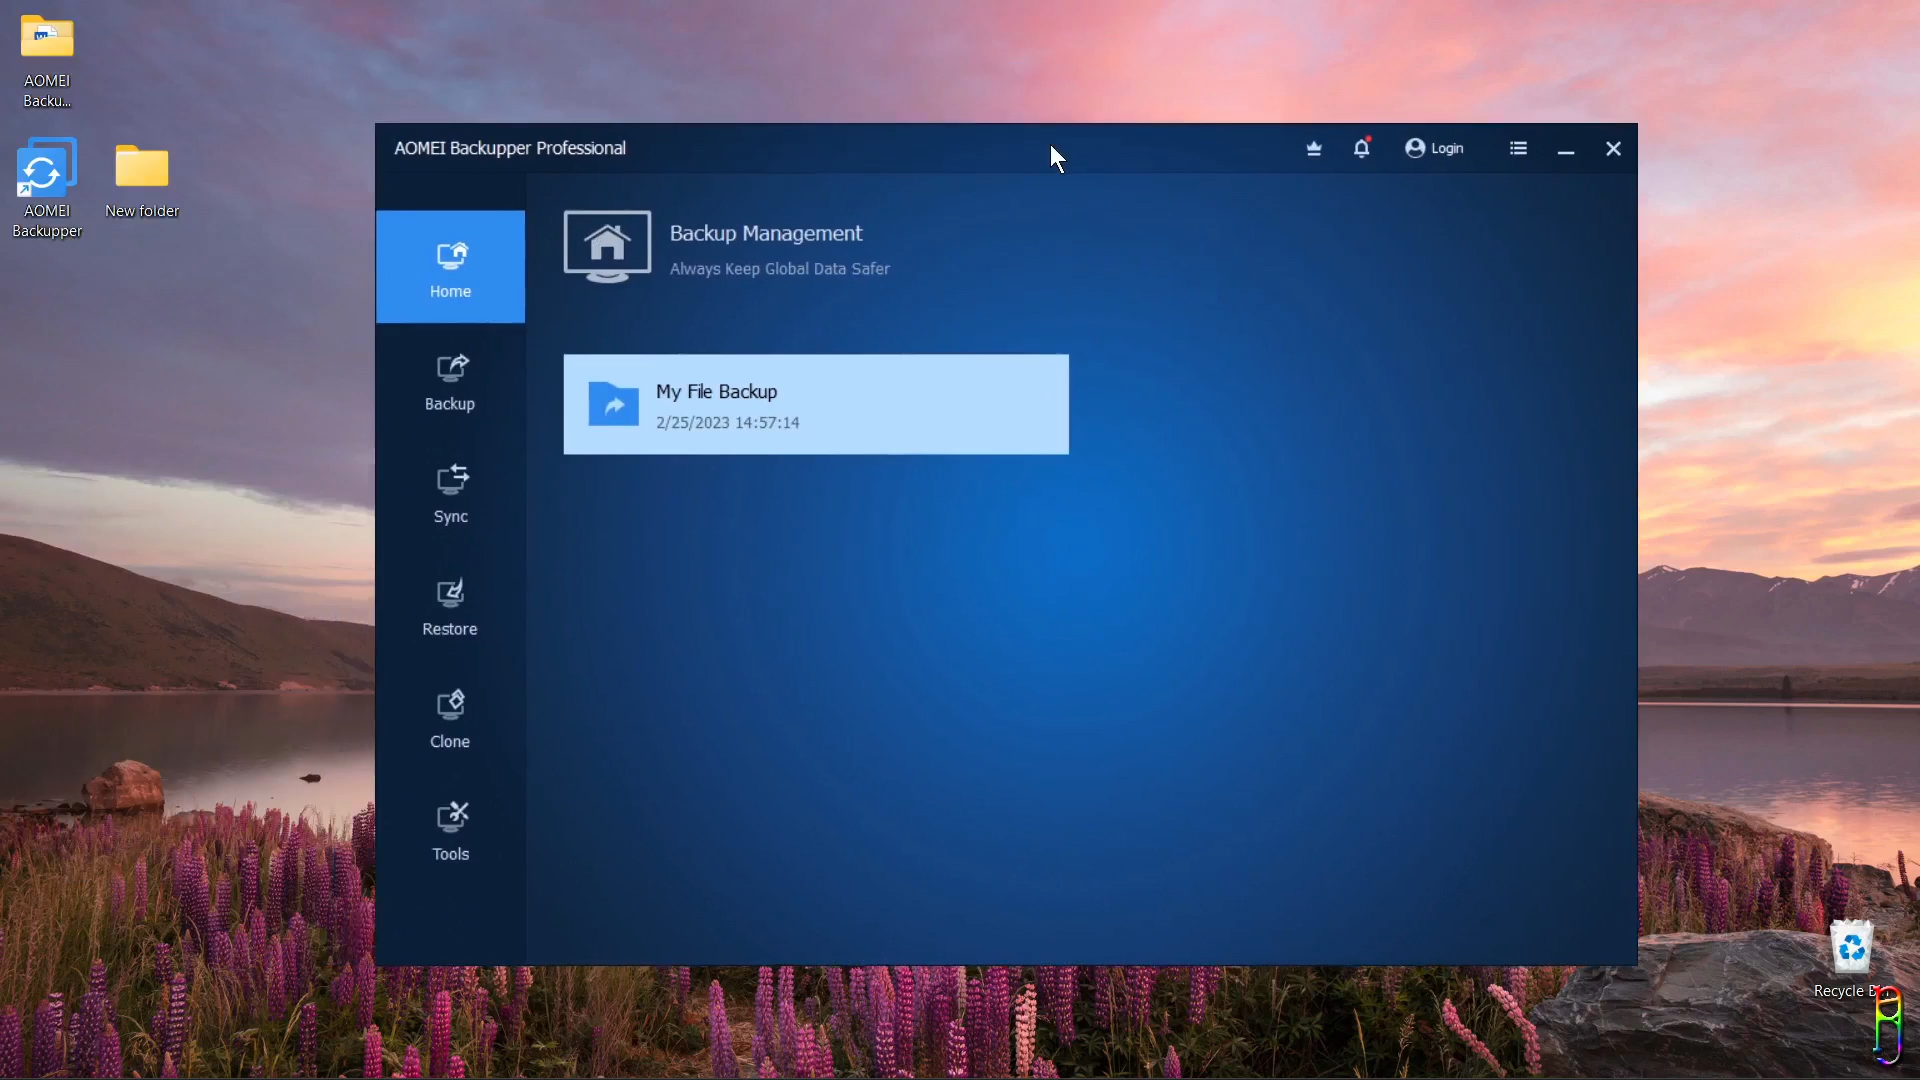 AOMEI
Backu...
AOMEI
Backupper
New folder
AOMEI Backupper Professional
Login
Home
Backup
Sync
Restore
Clone
Tools
Backup Management
Always Keep Global Data Safer
My File Backup
2/25/2023 14:57:14
Recycle Bin